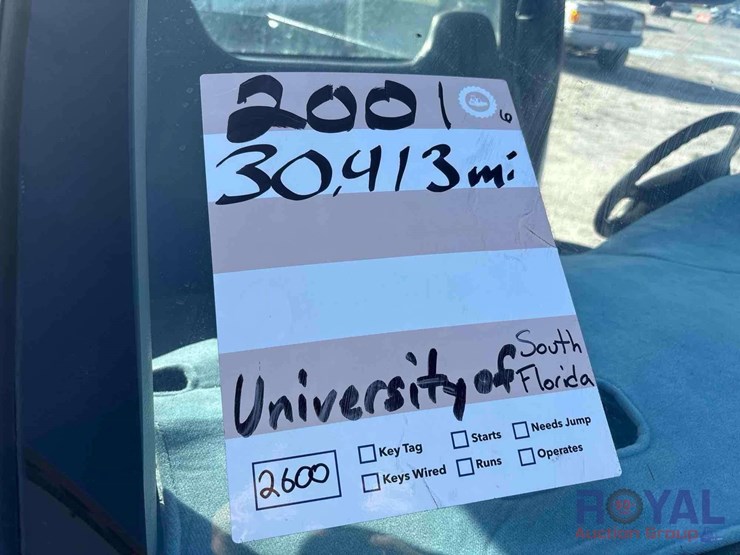 2001
6
30,413 mi
University of South
Florida
2600
Key Tag Starts Needs Jump
Keys Wired Runs Operates
ROYAL
Auction Group